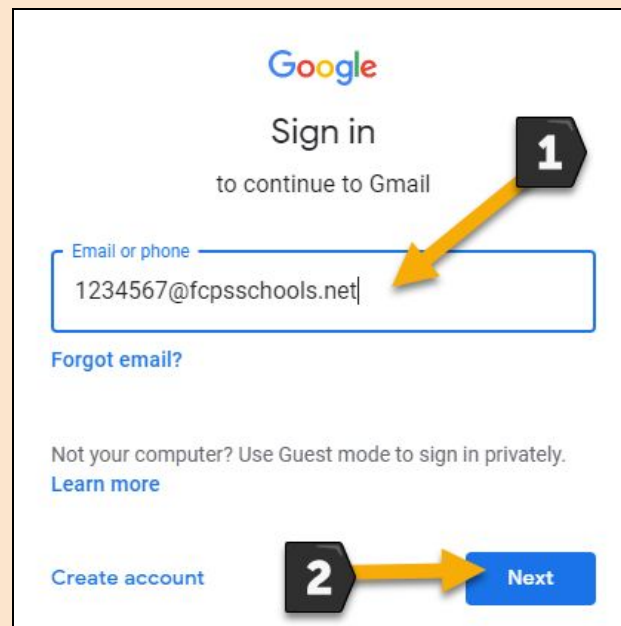 Google
Sign in
1
to continue to Gmail
Email or phone
1234567@fcpsschools.net
Forgot email?
Not your computer? Use Guest mode to sign in privately.
Learn more
Create account
2
Next